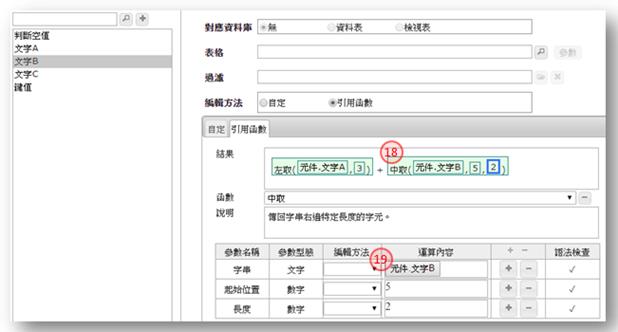 判斷空值
文字A
文字B
文字C
鍵值
對應資料庫 無 資料表 檢視表
表格 參數
過濾
編輯方法 自定 引用函數
自定 引用函數
18
結果 左取( 元件.文字A , 3 ) + 中取( 元件.文字B , 5 , 2 )
函數 中取
說明 傳回字串右邊特定長度的字元。
參數名稱 參數型態 編輯方法 運算內容 + − 語法檢查
19
字串 文字 元件.文字B + − ✓
起始位置 數字 5 + − ✓
長度 數字 2 + − ✓